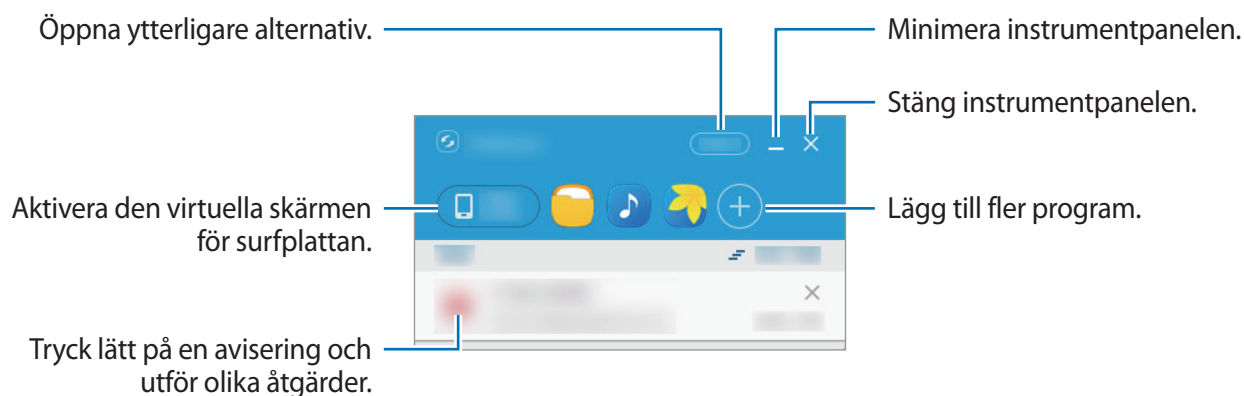 Öppna ytterligare alternativ.
Minimera instrumentpanelen.
Stäng instrumentpanelen.
Aktivera den virtuella skärmen
för surfplattan.
Lägg till fler program.
Tryck lätt på en avisering och
utför olika åtgärder.